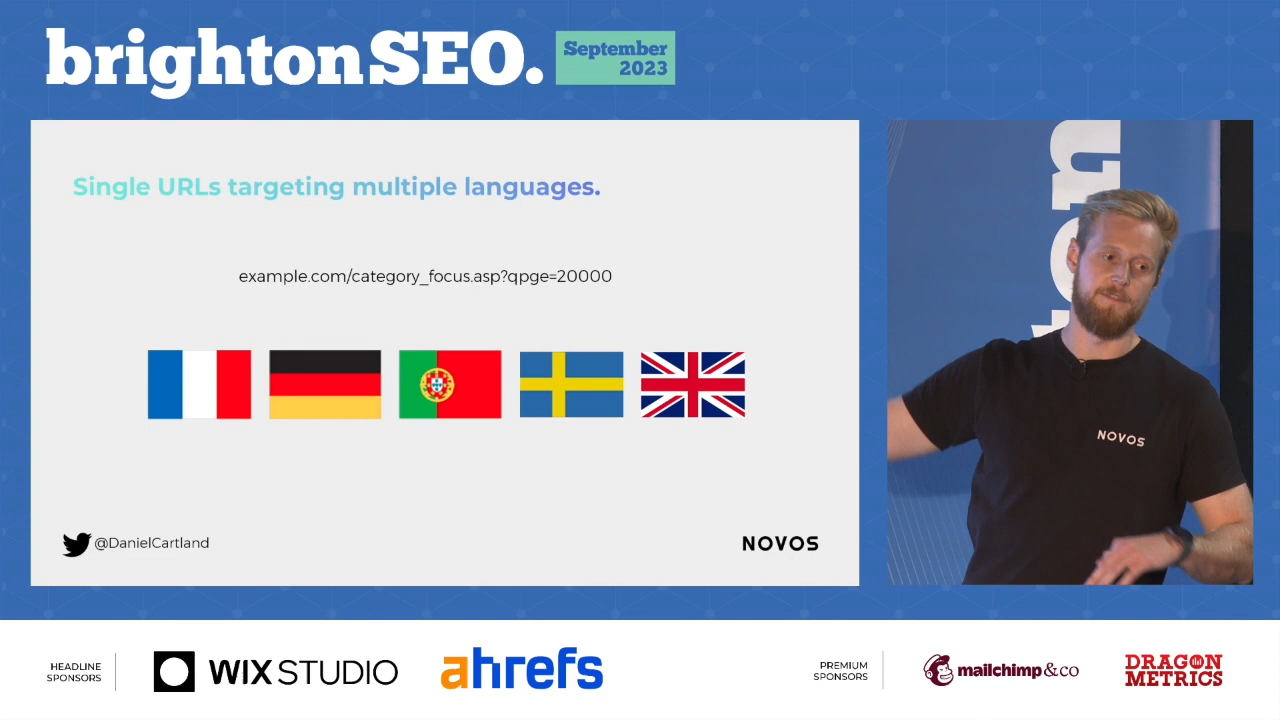 brightonSEO.
September
2023
Single URLs targeting multiple languages.
example.com/category_focus.asp?qpge=20000
@DanielCartland
NOVOS
NOVOS
HEADLINE
SPONSORS
WIX STUDIO
ahrefs
PREMIUM
SPONSORS
mailchimp&co
DRAGON
METRICS